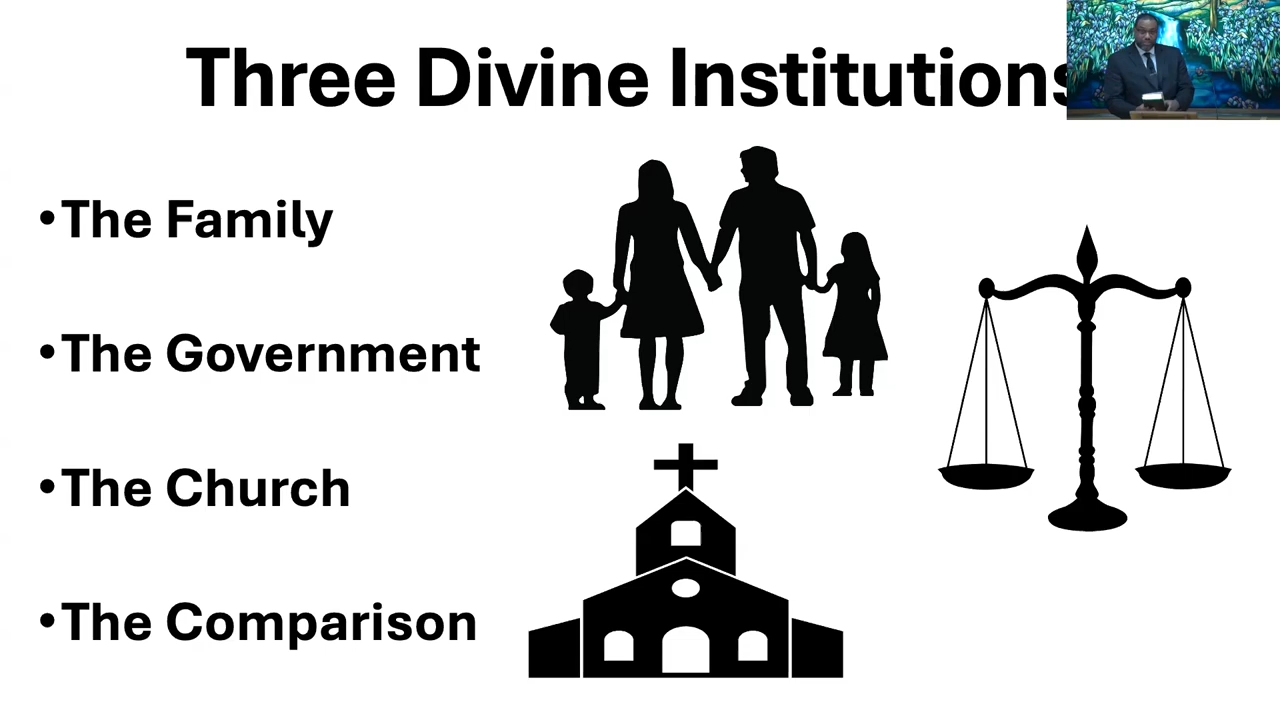 Three Divine Institutions
•The Family
•The Government
•The Church
•The Comparison